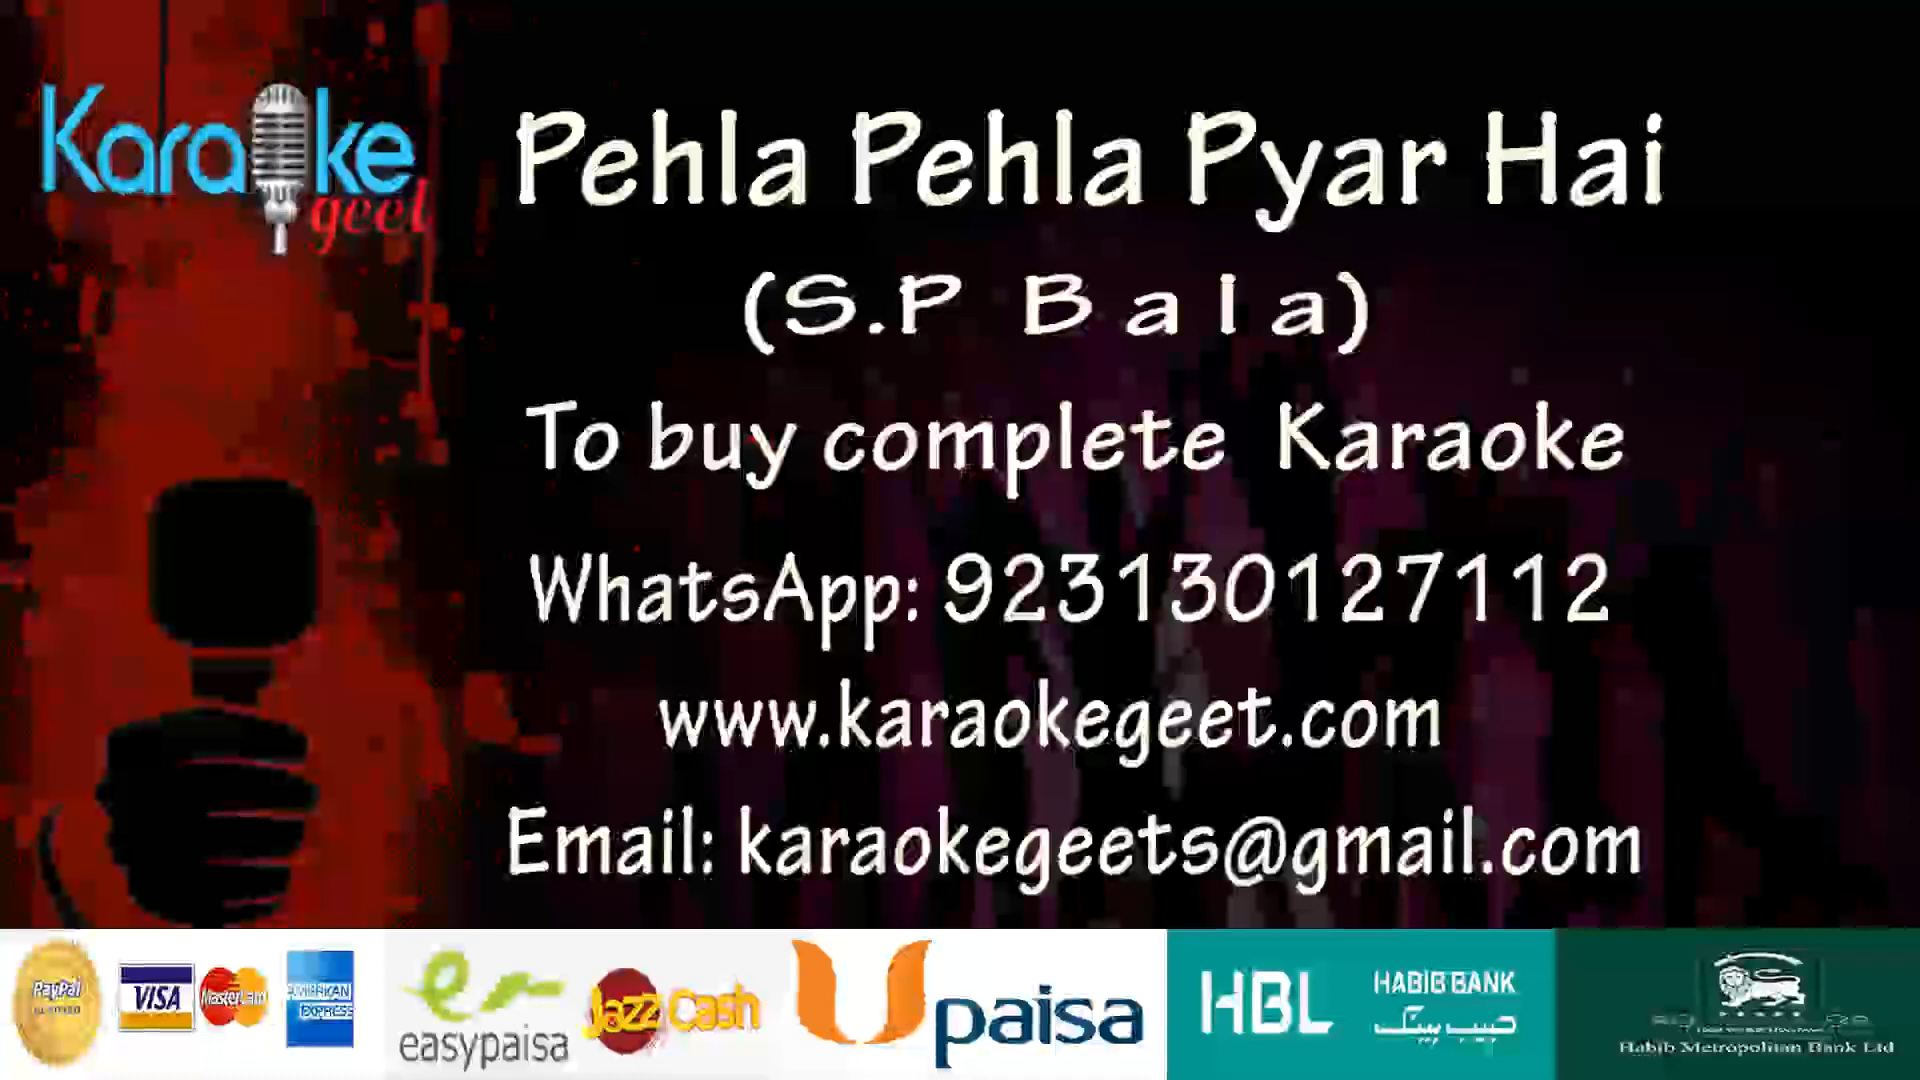 Karaoke
geet
Pehla Pehla Pyar Hai
(S.P Bala)
To buy complete Karaoke
WhatsApp: 923130127112
www.karaokegeet.com
Email: karaokegeets@gmail.com
PayPal
VISA
MasterCard
AMERICAN
EXPRESS
easypaisa
JazzCash
Upaisa
HBL
HABIB BANK
حبیب بینک
Habib Metropolitan Bank Ltd